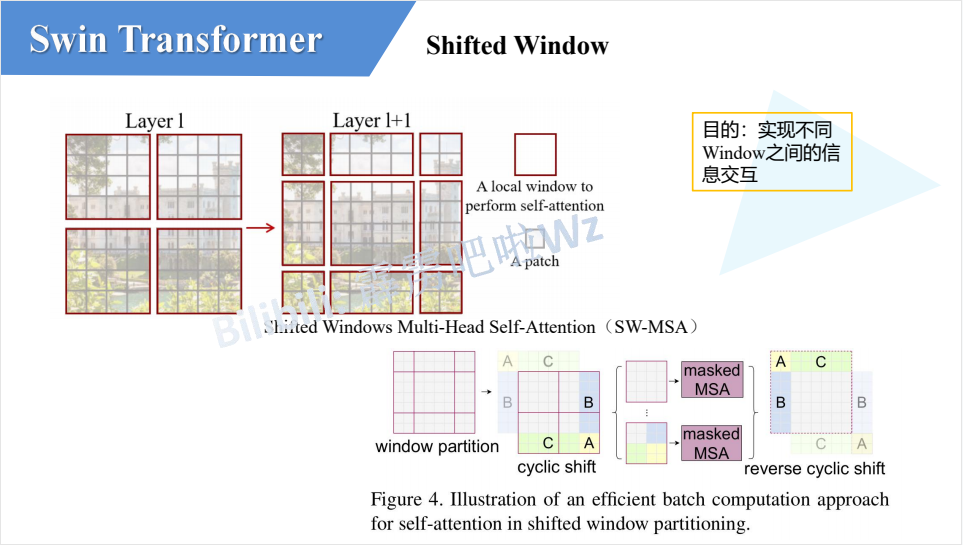 Swin Transformer
Shifted Window
Layer l
Layer l+1
A local window to
perform self-attention
A patch
目的：实现不同
Window之间的信
息交互
Bilibili: 霹雳吧啦Wz
Shifted Windows Multi-Head Self-Attention（SW-MSA）
window partition
A
C
B
B
C
A
cyclic shift
masked
MSA
⋮
masked
MSA
A
C
B
B
C
A
reverse cyclic shift
Figure 4. Illustration of an efficient batch computation approach
for self-attention in shifted window partitioning.